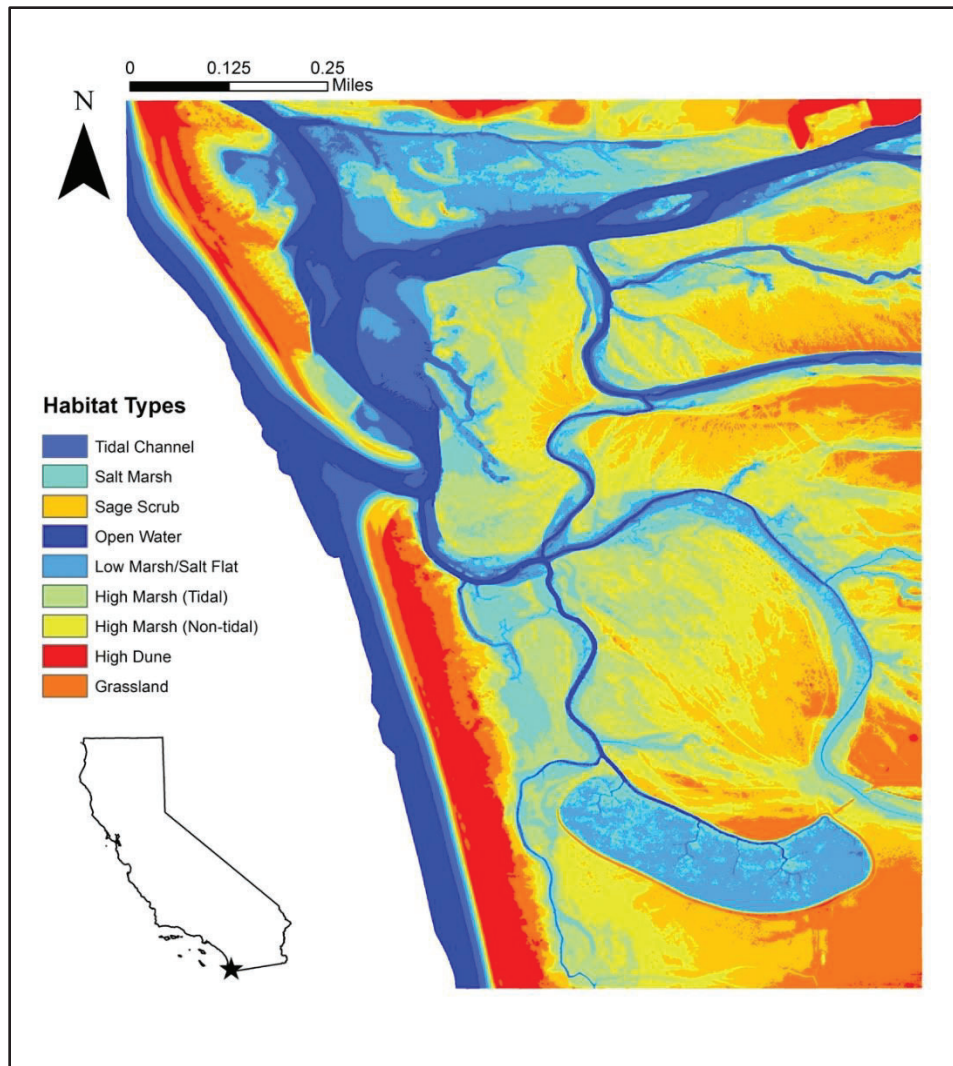 0 0.125 0.25
Miles
N
Habitat Types
Tidal Channel
Salt Marsh
Sage Scrub
Open Water
Low Marsh/Salt Flat
High Marsh (Tidal)
High Marsh (Non-tidal)
High Dune
Grassland